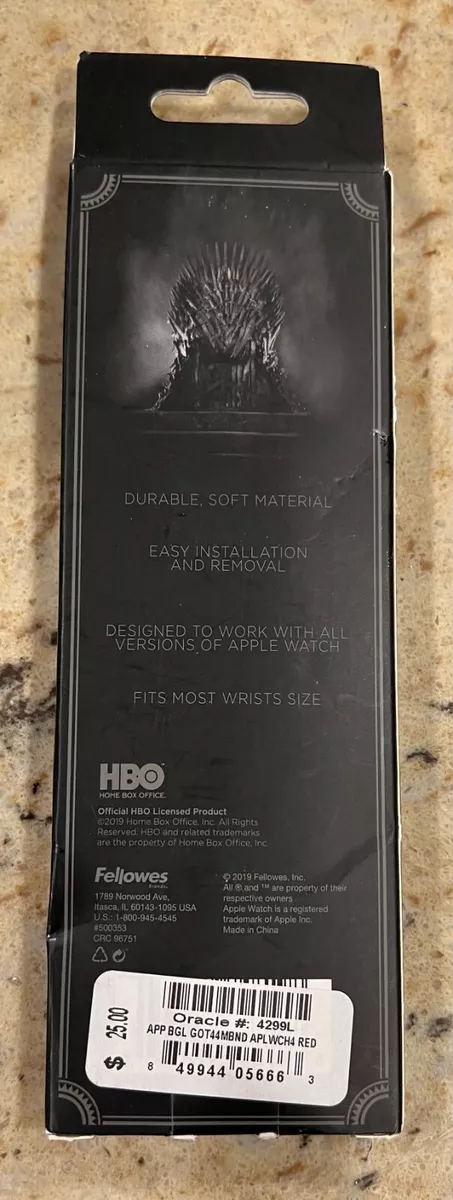 DURABLE, SOFT MATERIAL
EASY INSTALLATION
AND REMOVAL
DESIGNED TO WORK WITH ALL
VERSIONS OF APPLE WATCH
FITS MOST WRISTS SIZE
HBO
HOME BOX OFFICE.
Official HBO Licensed Product
©2019 Home Box Office, Inc. All Rights
Reserved. HBO and related trademarks
are the property of Home Box Office, Inc.
Fellowes
Brands™
1789 Norwood Ave,
Itasca, IL 60143-1095 USA
U.S.: 1-800-945-4545
#500353
CRC 96751
© 2019 Fellowes, Inc.
All ® and ™ are property of their
respective owners
Apple Watch is a registered
trademark of Apple Inc.
Made in China
$ 25.00
Oracle #: 4299L
APP BGL GOT44MBND APLWCH4 RED
8 49944 05666 3